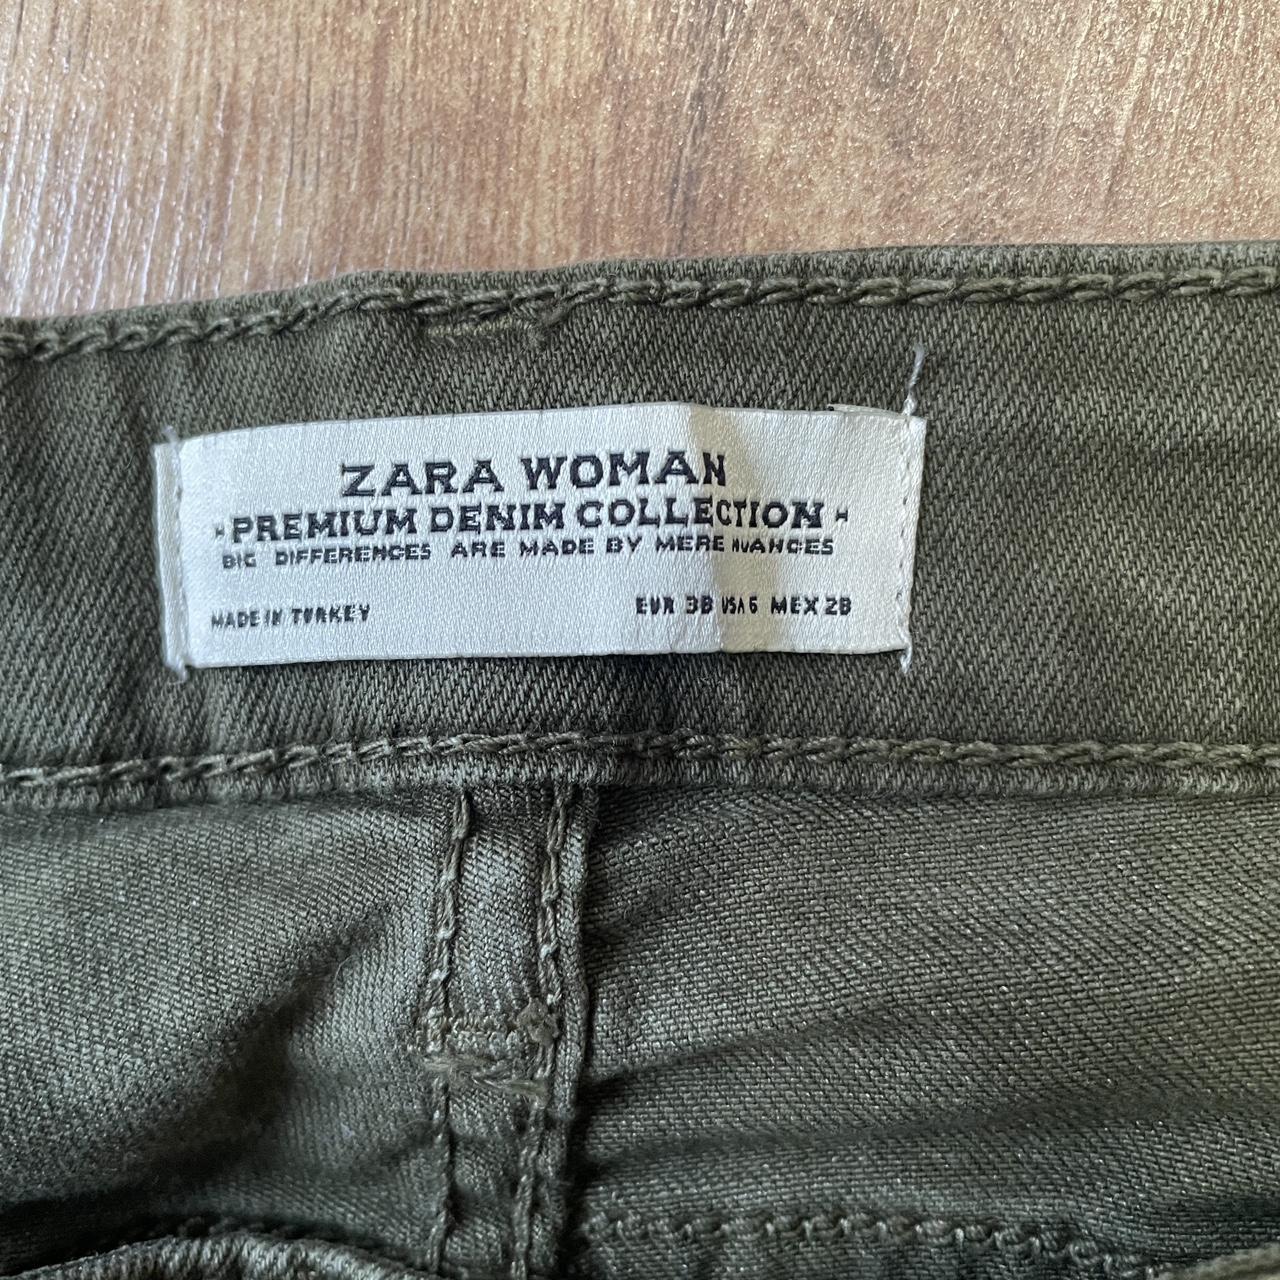 ZARA WOMAN
- PREMIUM DENIM COLLECTION -
BIG DIFFERENCES ARE MADE BY MERE NUANCES
MADE IN TURKEY EUR 38 USA 6 MEX 28